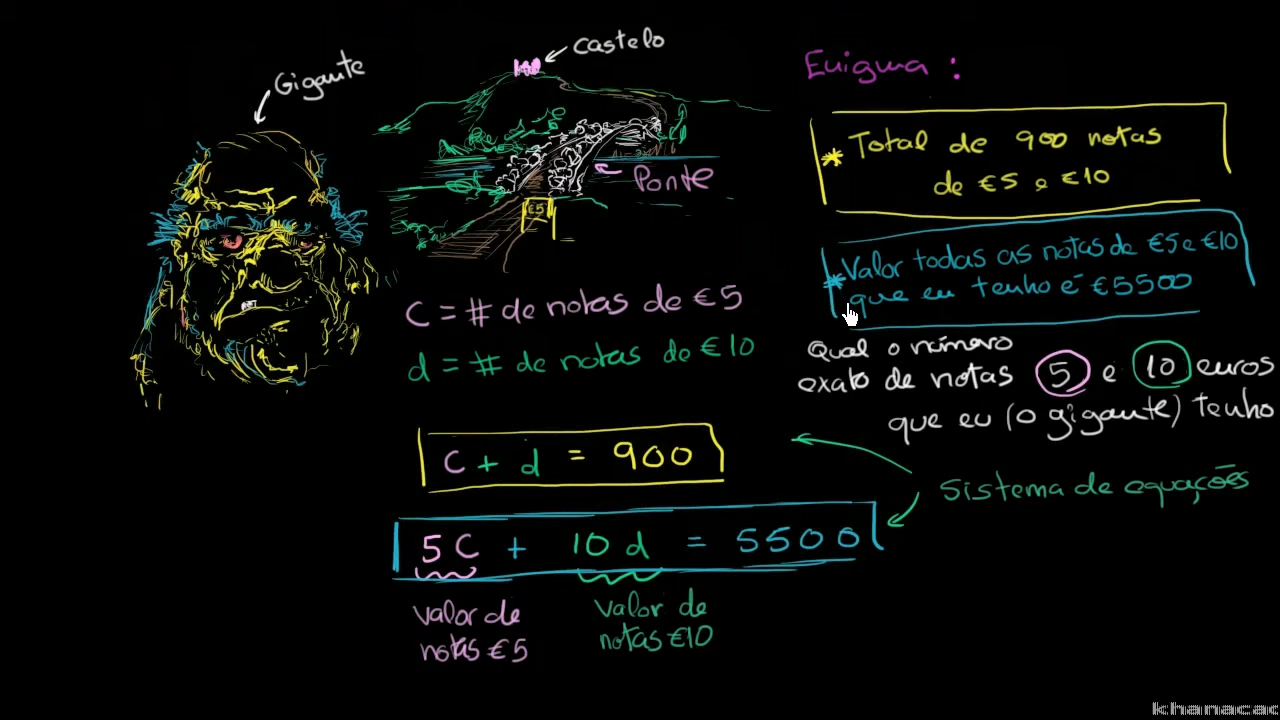 Gigante
Castelo
Ponte
€5
Enigma :
* Total de 900 notas
de €5 e €10
* Valor todas as notas de €5 e €10
que eu tenho é €5500
Qual o número
exato de notas 5 e 10 euros
que eu (o gigante) tenho
C = # de notas de €5
d = # de notas de €10
C + d = 900
Sistema de equações
5C + 10d = 5500
valor de
notas €5
valor de
notas €10
khanacac